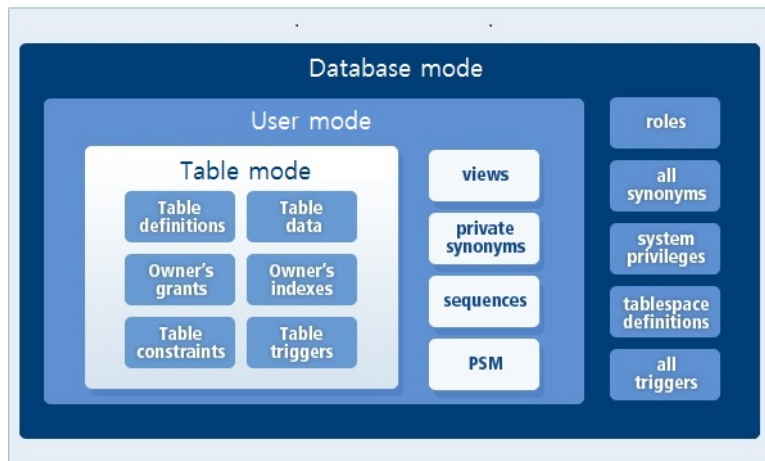 Database mode
User mode
Table mode
Table
definitions
Table
data
Owner's
grants
Owner's
indexes
Table
constraints
Table
triggers
views
private
synonyms
sequences
PSM
roles
all
synonyms
system
privileges
tablespace
definitions
all
triggers